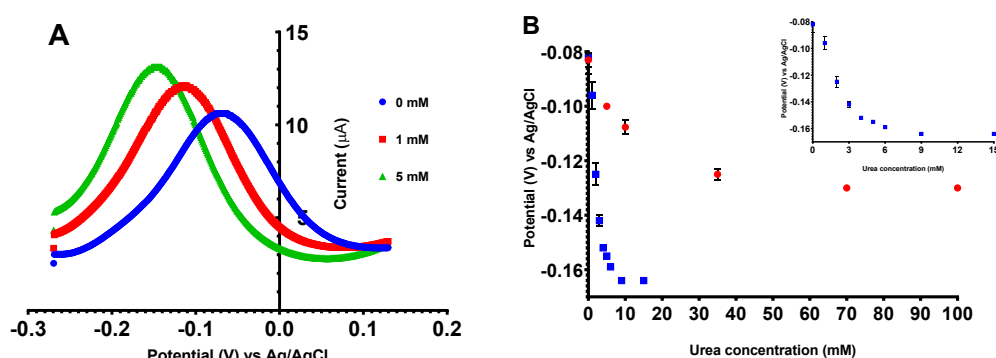 A
15
10
5
Current (μA)
0 mM
1 mM
5 mM
-0.3 -0.2 -0.1 0.0 0.1 0.2
Potential (V) vs Ag/AgCl
B
-0.08
-0.10
-0.12
-0.14
-0.16
Potential (V) vs Ag/AgCl
0 10 20 30 40 50 60 70 80 90 100
Urea concentration (mM)
-0.08
-0.10
-0.12
-0.14
-0.16
Potential (V) vs Ag/AgCl
0 3 6 9 12 15
Urea concentration (mM)